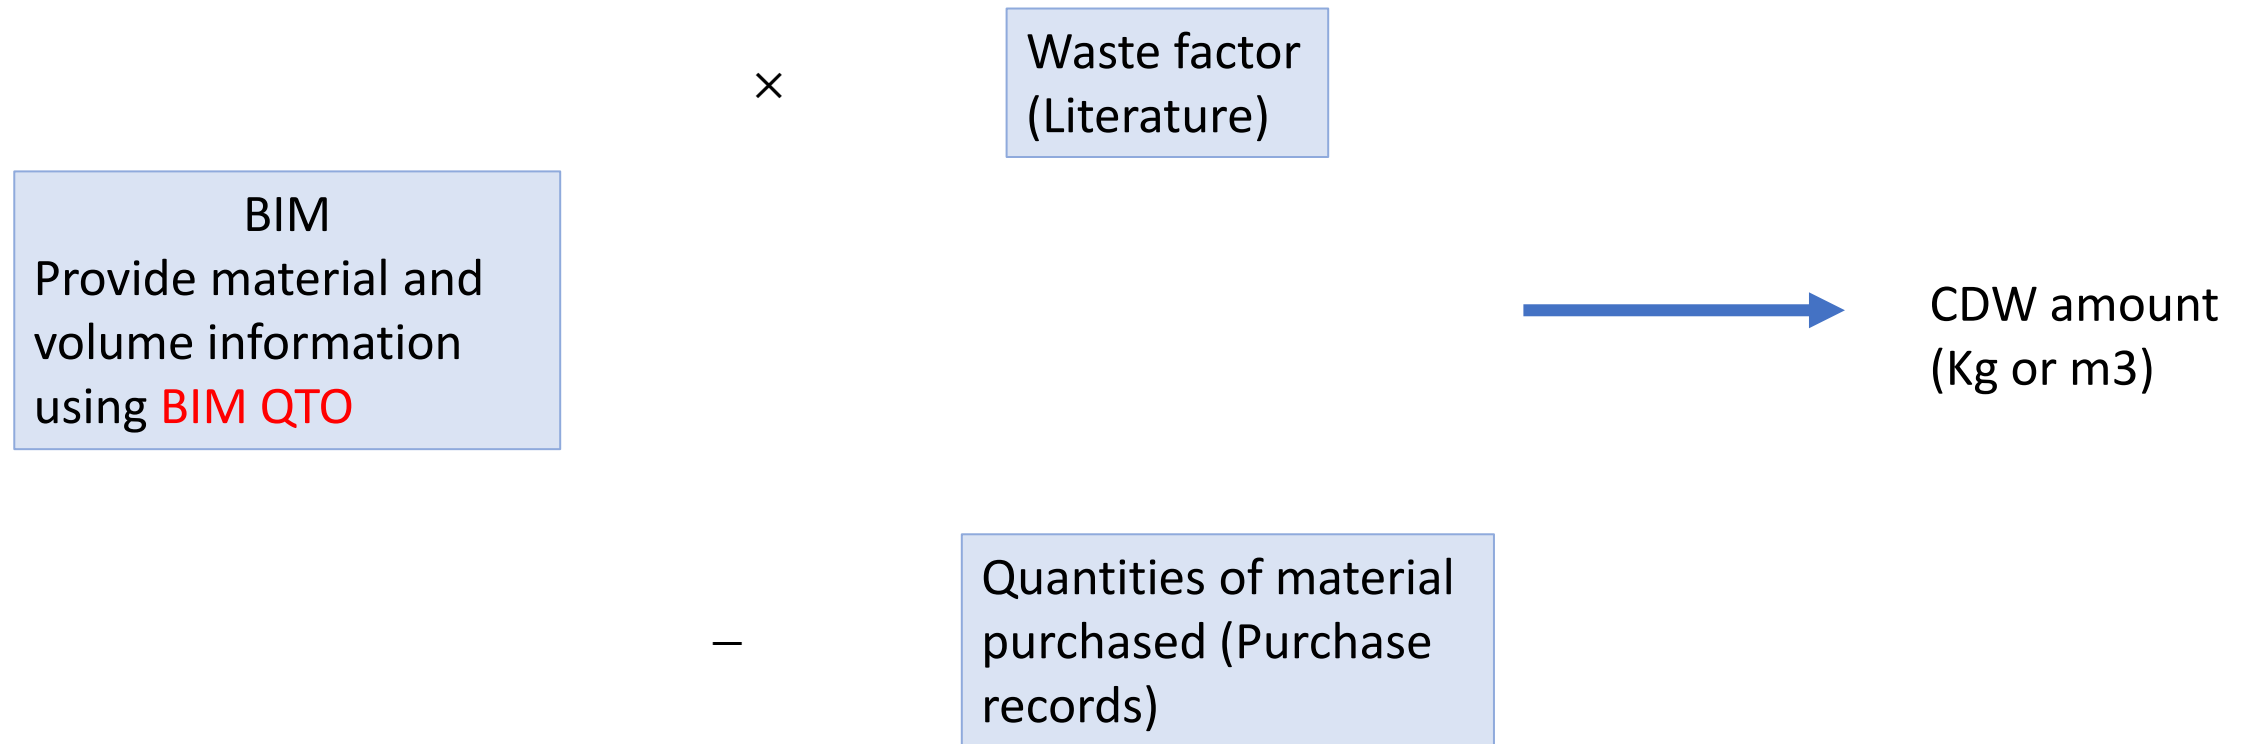 ×
Waste factor
(Literature)
BIM
Provide material and
volume information
using BIM QTO
CDW amount
(Kg or m3)
–
Quantities of material
purchased (Purchase
records)